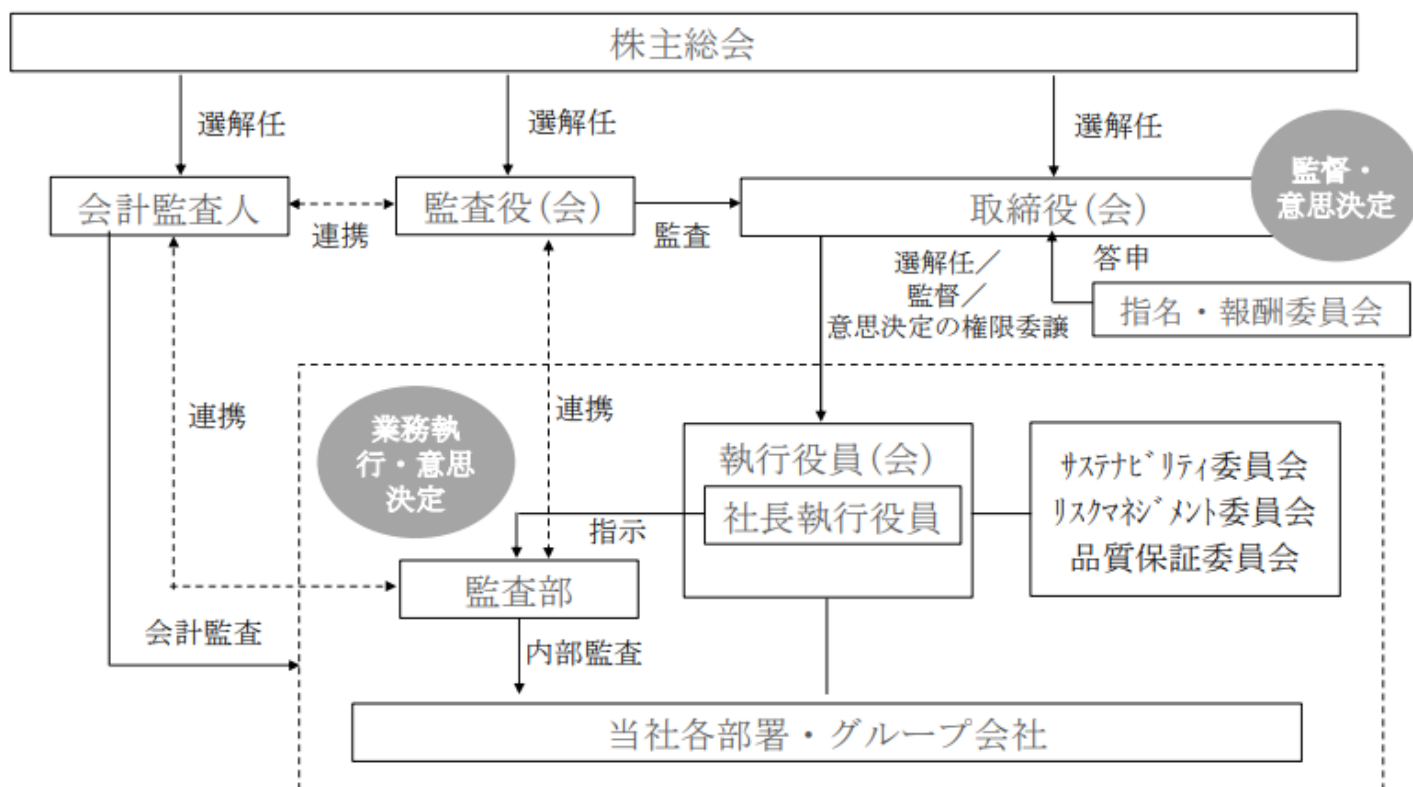 株主総会
選解任
選解任
選解任
監督・
意思決定
会計監査人
連携
監査役(会)
監査
取締役(会)
選解任／
監督／
意思決定の権限委譲
答申
指名・報酬委員会
連携
業務執
行・意思
決定
連携
執行役員(会)
社長執行役員
指示
ｻｽﾃﾅﾋﾞﾘﾃｨ委員会
ﾘｽｸﾏﾈｼﾞﾒﾝﾄ委員会
品質保証委員会
監査部
会計監査
内部監査
当社各部署・グループ会社